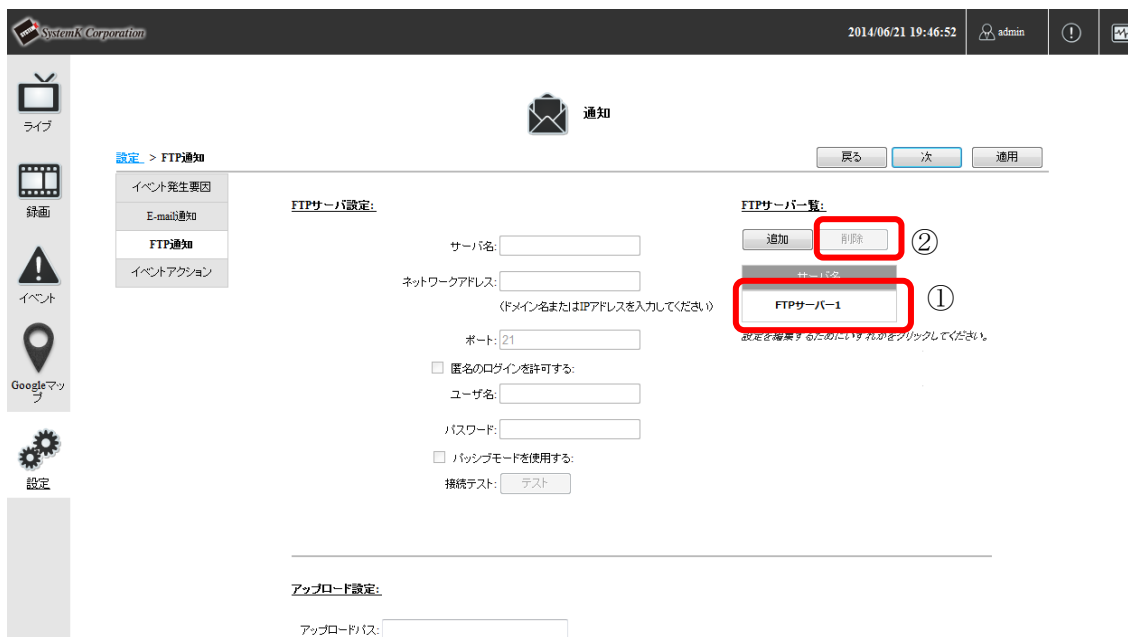 SystemK Corporation
2014/06/21 19:46:52
admin
ライブ
録画
イベント
Googleマッ
プ
設定
通知
設定 > FTP通知
戻る
次
適用
イベント発生要因
E-mail通知
FTP通知
イベントアクション
FTPサーバ設定:
サーバ名:
ネットワークアドレス:
(ドメイン名またはIPアドレスを入力してください)
ポート: 21
匿名のログインを許可する:
ユーザ名:
パスワード:
パッシブモードを使用する:
接続テスト: テスト
FTPサーバ一覧:
追加
削除
②
サーバ名
FTPサーバー1
①
設定を編集するためにいずれかをクリックしてください。
アップロード設定:
アップロードパス: